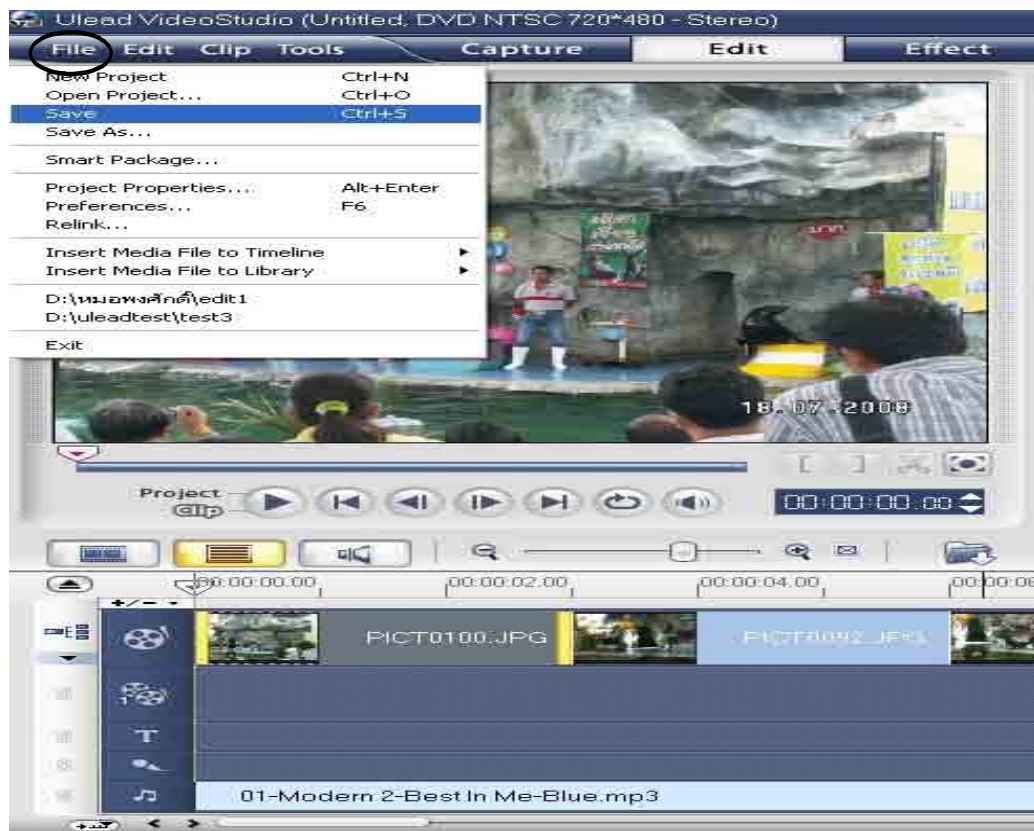 Ulead VideoStudio (Untitled, DVD NTSC 720*480 - Stereo)
File Edit Clip Tools Capture Edit Effect
New Project Ctrl+N
Open Project... Ctrl+O
Save Ctrl+S
Save As...
Smart Package...
Project Properties... Alt+Enter
Preferences... F6
Relink...
Insert Media File to Timeline
Insert Media File to Library
D:\หมอพงศักดิ์\edit1
D:\uleadtest\test3
Exit
18.07.2008
Project
Clip
00:00:00.00
00:00:00.00 00:00:02.00 00:00:04.00
PICT0100.JPG PICT0092.JPG
01-Modern 2-Best In Me-Blue.mp3